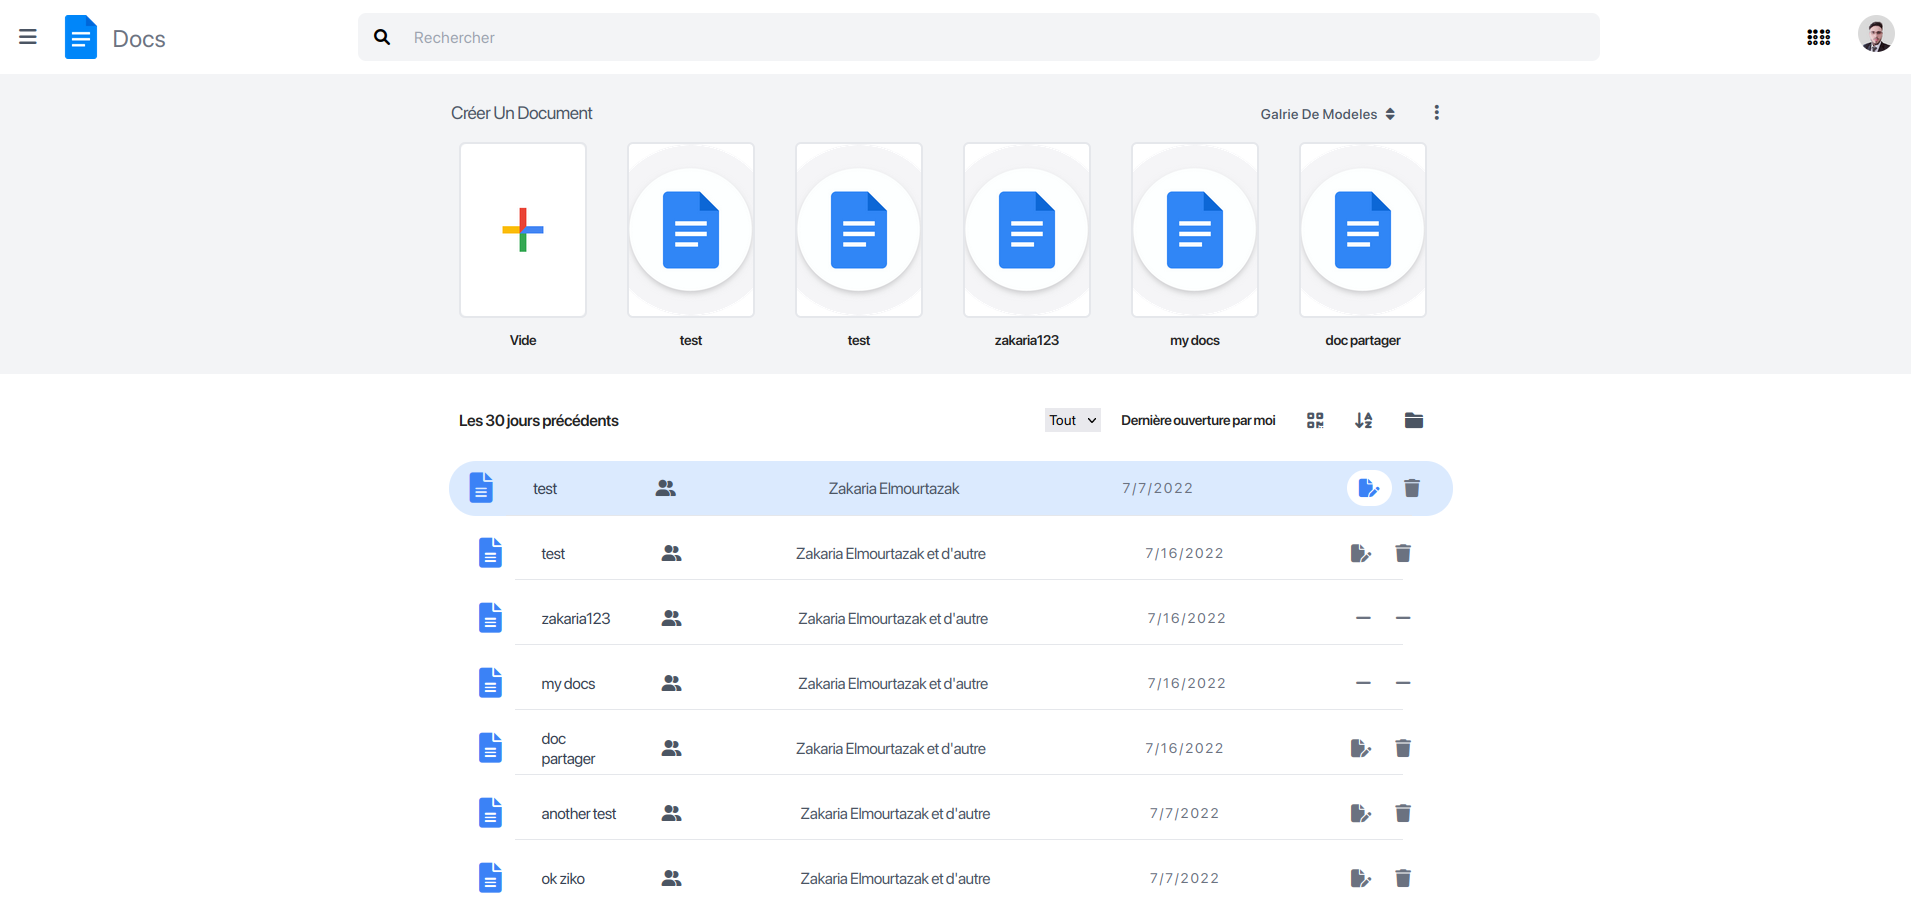 Docs
Rechercher
Créer Un Document
Galrie De Modeles
Vide
test
test
zakaria123
my docs
doc partager
Les 30 jours précédents
Tout
Dernière ouverture par moi
test Zakaria Elmourtazak 7/7/2022
test Zakaria Elmourtazak et d'autre 7/16/2022
zakaria123 Zakaria Elmourtazak et d'autre 7/16/2022
my docs Zakaria Elmourtazak et d'autre 7/16/2022
doc
partager Zakaria Elmourtazak et d'autre 7/16/2022
another test Zakaria Elmourtazak et d'autre 7/7/2022
ok ziko Zakaria Elmourtazak et d'autre 7/7/2022